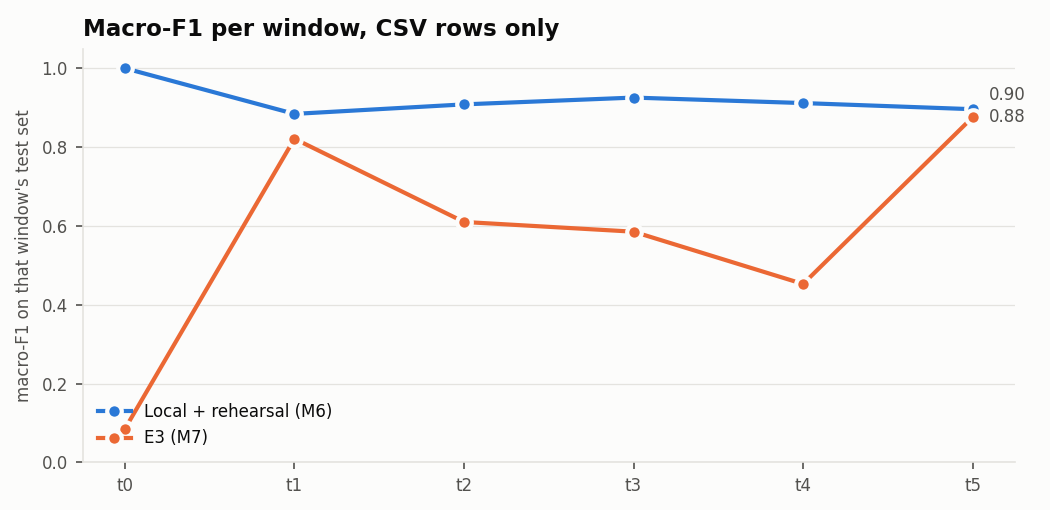 Macro-F1 per window, CSV rows only
macro-F1 on that window's test set
1.0
0.8
0.6
0.4
0.2
0.0
0.90
0.88
Local + rehearsal (M6)
E3 (M7)
t0
t1
t2
t3
t4
t5